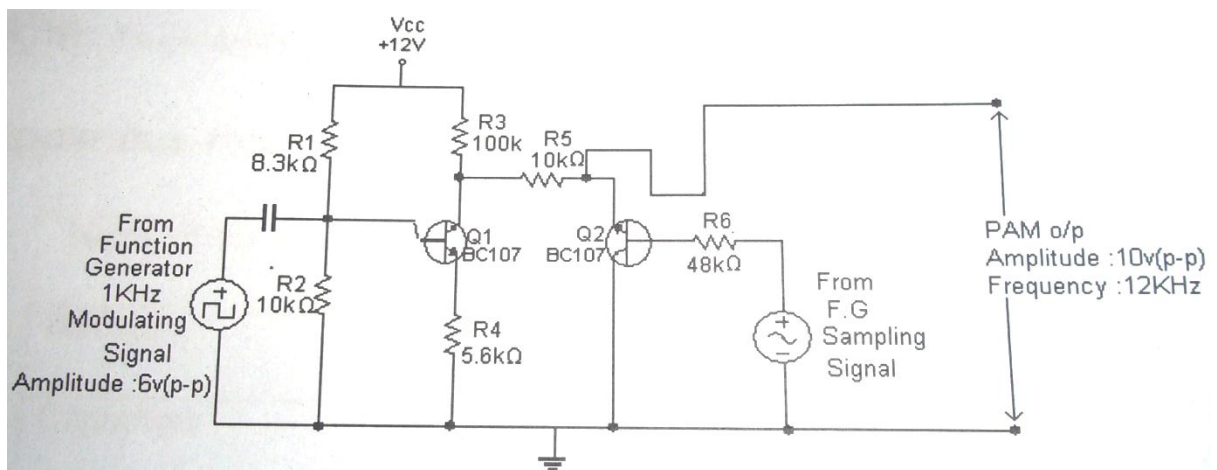 Vcc
+12V
R1
8.3kΩ
R3
100k
R5
10kΩ
From
Function
Generator
1KHz
Modulating
Signal
Amplitude :6v(p-p)
R2
10kΩ
Q1
BC107
R4
5.6kΩ
Q2
BC107
R6
48kΩ
From
F.G
Sampling
Signal
PAM o/p
Amplitude :10v(p-p)
Frequency :12KHz